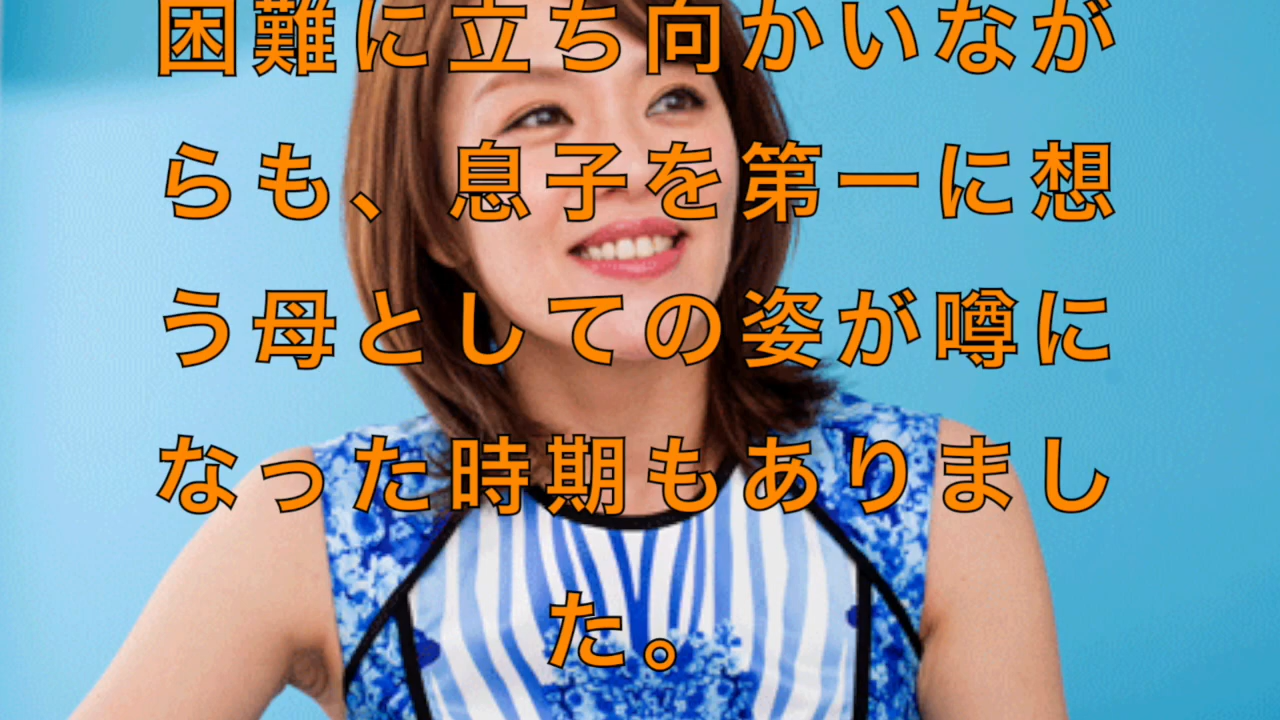 困難に立ち向かいなが
らも、息子を第一に想
う母としての姿が噂に
なった時期もありまし
た。